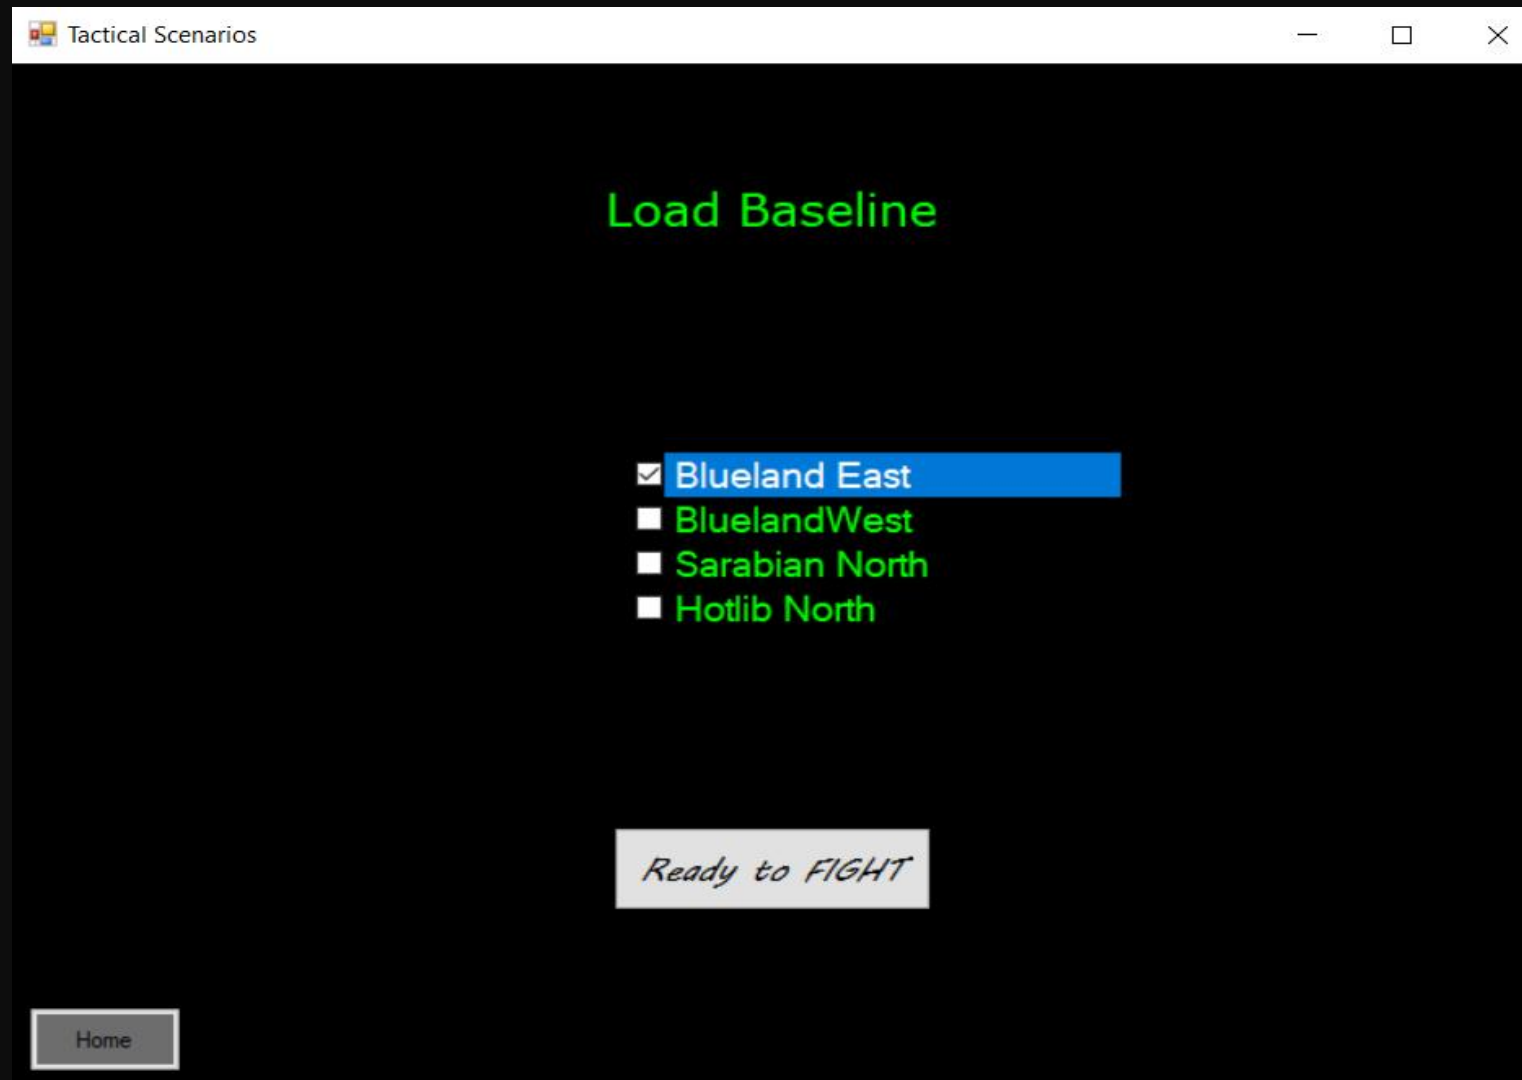 Tactical Scenarios
Load Baseline
Blueland East
BluelandWest
Sarabian North
Hotlib North
Ready to FIGHT
Home